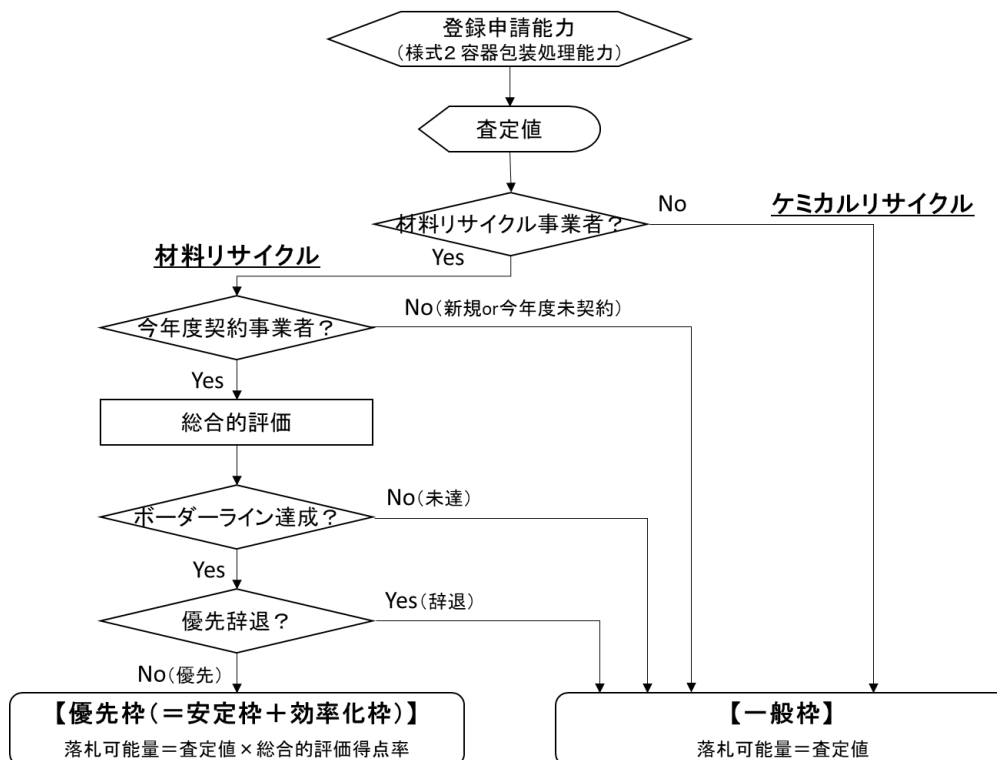 登録申請能力
（様式２ 容器包装処理能力）
査定値
材料リサイクル事業者？
No
ケミカルリサイクル
材料リサイクル
Yes
今年度契約事業者？
No（新規or今年度未契約）
Yes
総合的評価
ボーダーライン達成？
No（未達）
Yes
優先辞退？
Yes（辞退）
No（優先）
【優先枠（＝安定枠＋効率化枠）】
落札可能量＝査定値×総合的評価得点率
【一般枠】
落札可能量＝査定値